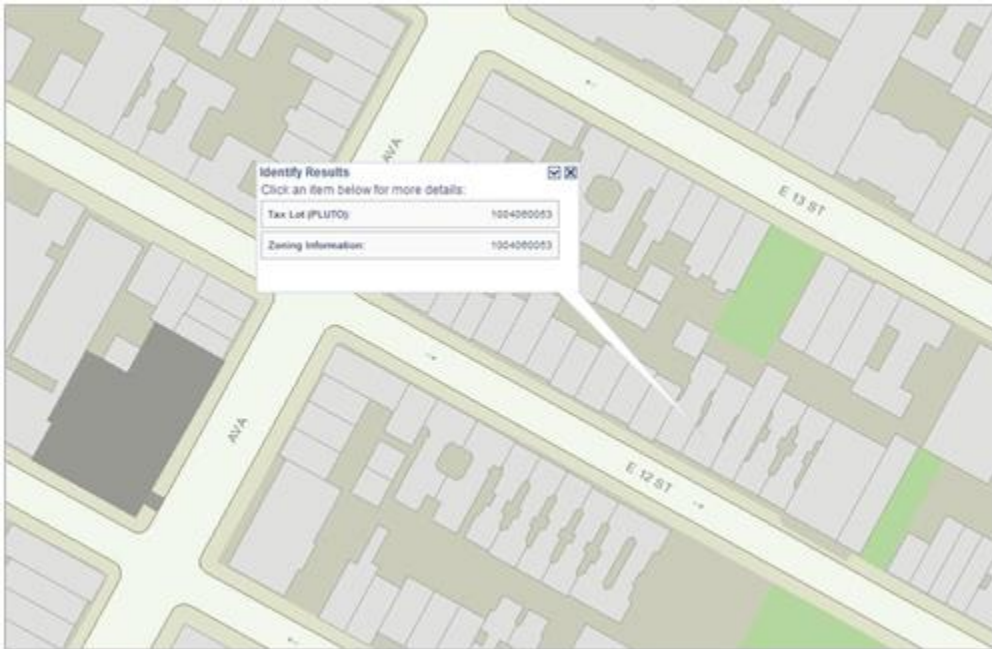 AVA
Identify Results
Click an item below for more details:
Tax Lot (PLUTO): 1004060053
Zoning Information: 1004060053
E 13 ST
AVA
E 12 ST